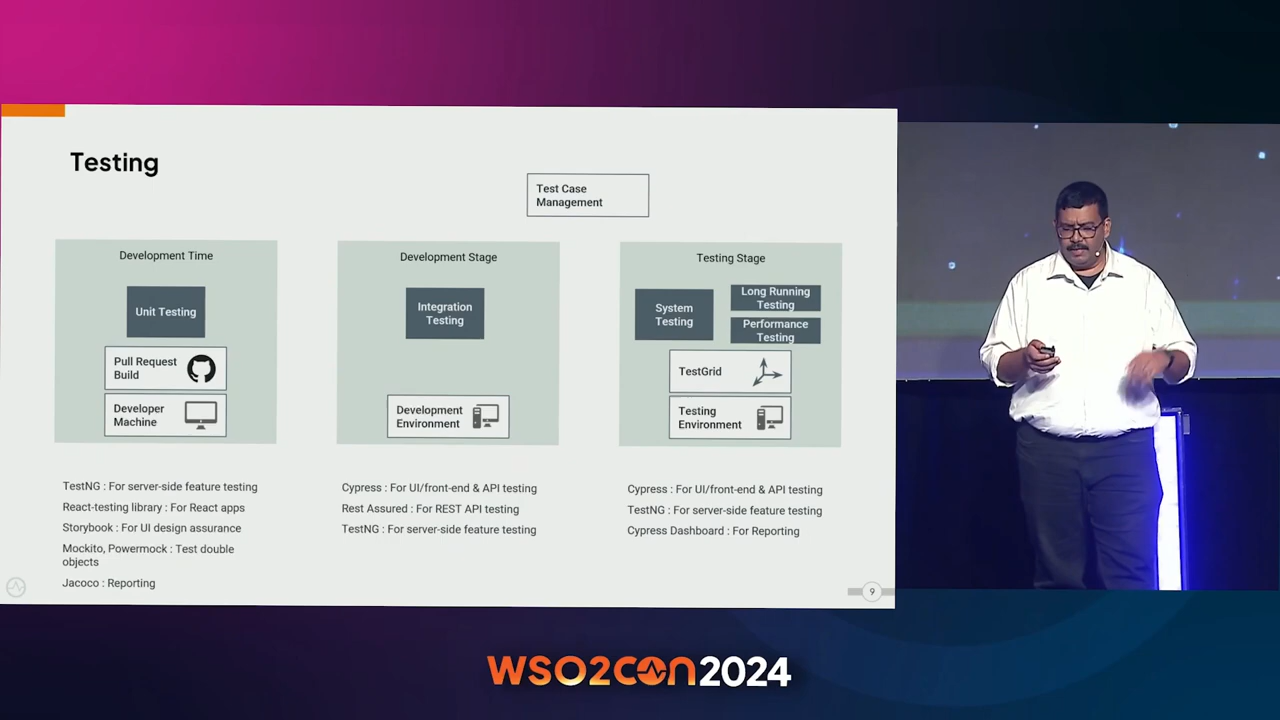 Testing
Test Case
Management
Development Time
Unit Testing
Pull Request
Build
Developer
Machine
TestNG : For server-side feature testing
React-testing library : For React apps
Storybook : For UI design assurance
Mockito, Powermock : Test double
objects
Jacoco : Reporting
Development Stage
Integration
Testing
Development
Environment
Cypress : For UI/front-end & API testing
Rest Assured : For REST API testing
TestNG : For server-side feature testing
Testing Stage
System
Testing
Long Running
Testing
Performance
Testing
TestGrid
Testing
Environment
Cypress : For UI/front-end & API testing
TestNG : For server-side feature testing
Cypress Dashboard : For Reporting
9
WSO2CON2024